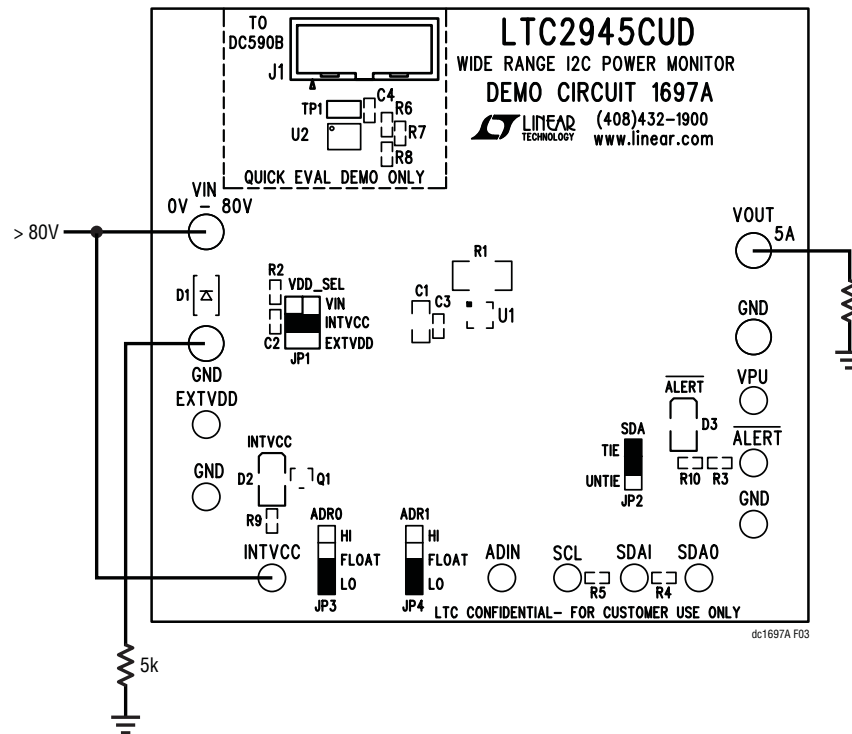 TO
DC590B
J1
LTC2945CUD
WIDE RANGE I2C POWER MONITOR
DEMO CIRCUIT 1697A
LINEAR
TECHNOLOGY
(408)432-1900
www.linear.com
C4
TP1
R6
U2
R7
R8
QUICK EVAL DEMO ONLY
VIN
0V - 80V
> 80V
VOUT
5A
R1
R2
VDD_SEL
D1
VIN
INTVCC
EXTVDD
C2
JP1
C1
C3
U1
GND
GND
EXTVDD
VPU
ALERT
D3
SDA
TIE
UNTIE
JP2
R10
R3
ALERT
GND
INTVCC
D2
Q1
R9
GND
INTVCC
ADR0
HI
FLOAT
LO
JP3
ADR1
HI
FLOAT
LO
JP4
ADIN
SCL
R5
SDAI
R4
SDAO
LTC CONFIDENTIAL- FOR CUSTOMER USE ONLY
dc1697A F03
5k